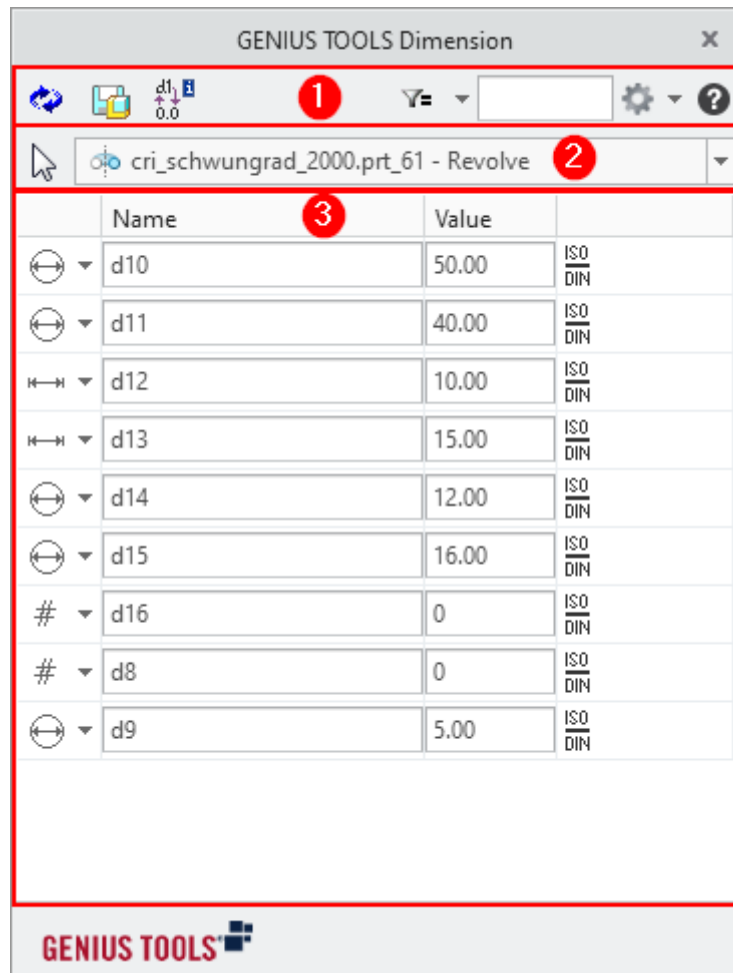 GENIUS TOOLS Dimension
d1 i 0.0 1 =
cri_schwungrad_2000.prt_61 - Revolve 2
Name 3 Value
d10 50.00 ISO DIN
d11 40.00 ISO DIN
d12 10.00 ISO DIN
d13 15.00 ISO DIN
d14 12.00 ISO DIN
d15 16.00 ISO DIN
# d16 0 ISO DIN
# d8 0 ISO DIN
d9 5.00 ISO DIN
GENIUS TOOLS